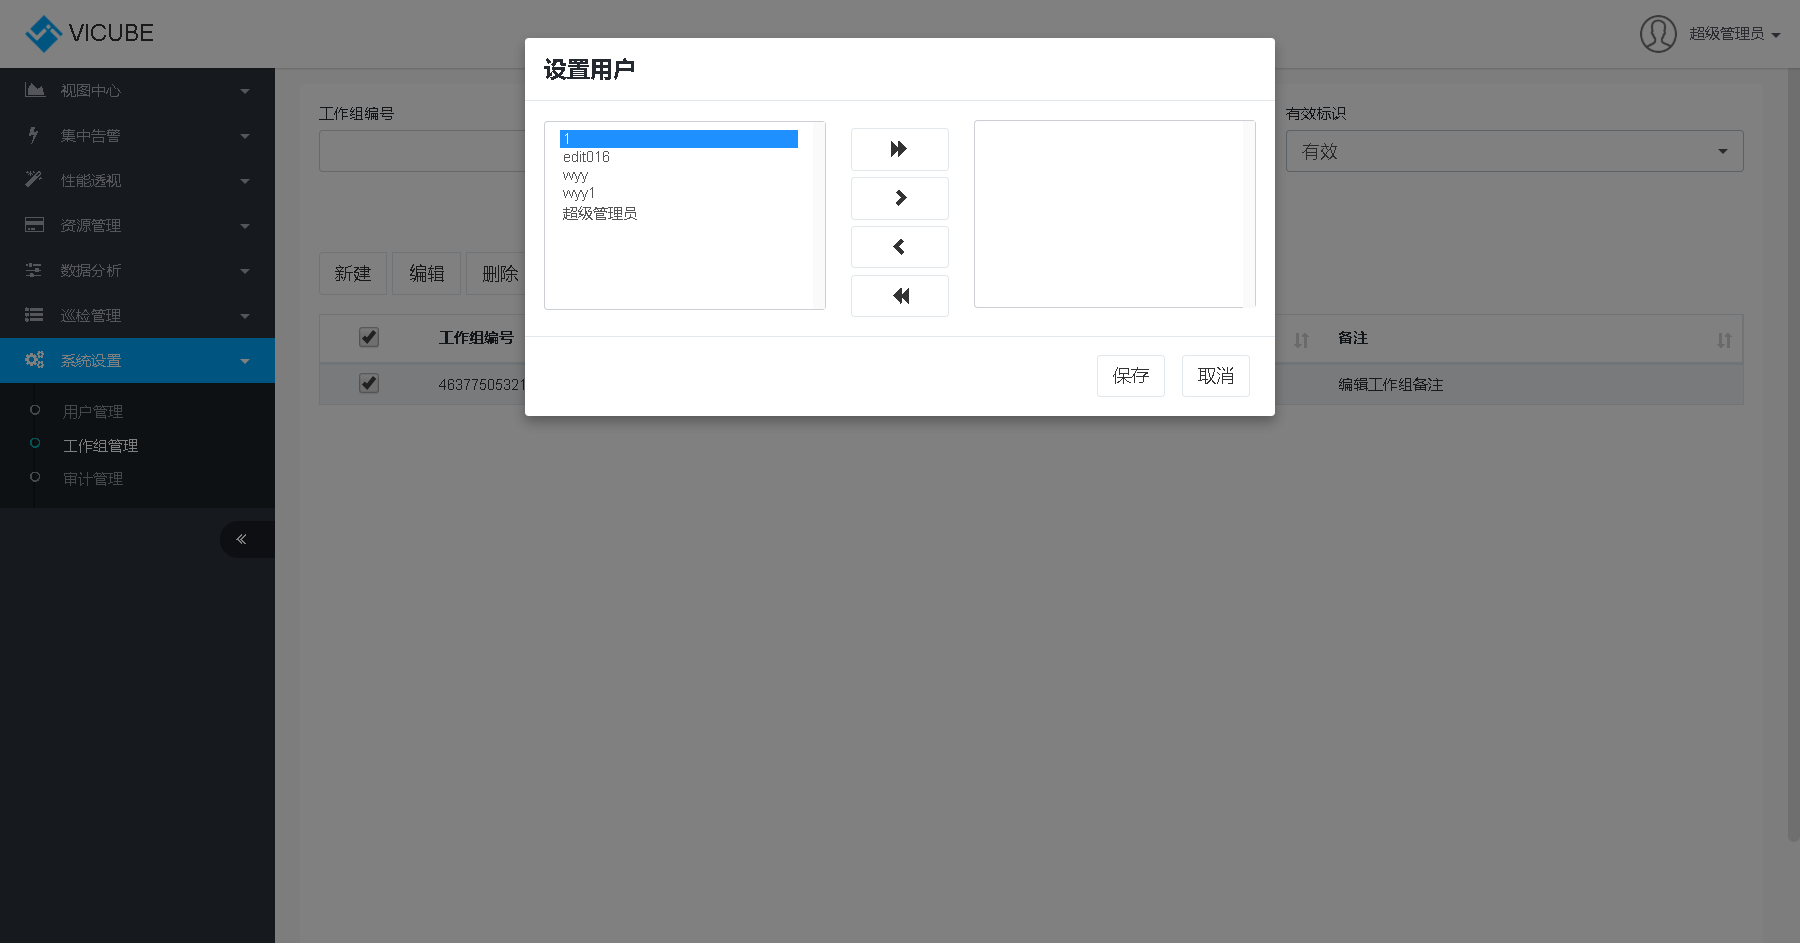 VICUBE
超级管理员
视图中心
集中告警
性能透视
资源管理
数据分析
巡检管理
系统设置
用户管理
工作组管理
审计管理
工作组编号
有效标识
有效
新建
编辑
删除
工作组编号
备注
46377505321
编辑工作组备注
设置用户
1
edit016
wyy
wyy1
超级管理员
保存
取消